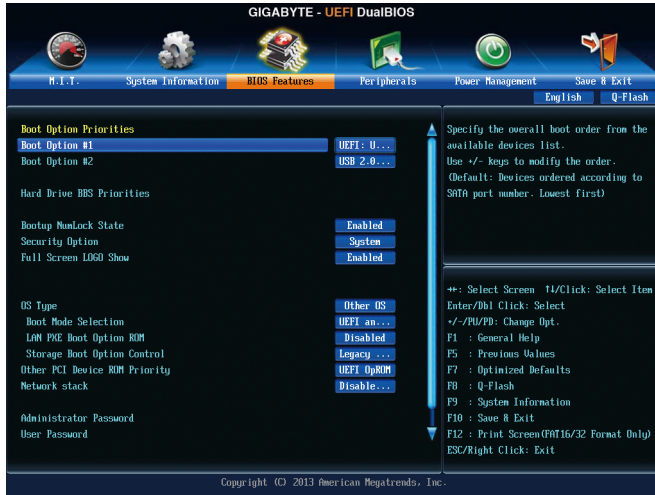 GIGABYTE - UEFI DualBIOS
M.I.T. System Information BIOS Features Peripherals Power Management Save & Exit
English Q-Flash
Boot Option Priorities
Boot Option #1 UEFI: U...
Boot Option #2 USB 2.0...
Hard Drive BBS Priorities
Bootup NumLock State Enabled
Security Option System
Full Screen LOGO Show Enabled
OS Type Other OS
Boot Mode Selection UEFI an...
LAN PXE Boot Option ROM Disabled
Storage Boot Option Control Legacy ...
Other PCI Device ROM Priority UEFI OpROM
Network stack Disable...
Administrator Password
User Password
Specify the overall boot order from the
available devices list.
Use +/- keys to modify the order.
(Default: Devices ordered according to
SATA port number. Lowest first)
→←: Select Screen ↑↓/Click: Select Item
Enter/Dbl Click: Select
+/-/PU/PD: Change Opt.
F1 : General Help
F5 : Previous Values
F7 : Optimized Defaults
F8 : Q-Flash
F9 : System Information
F10 : Save & Exit
F12 : Print Screen(FAT16/32 Format Only)
ESC/Right Click: Exit
Copyright (C) 2013 American Megatrends, Inc.